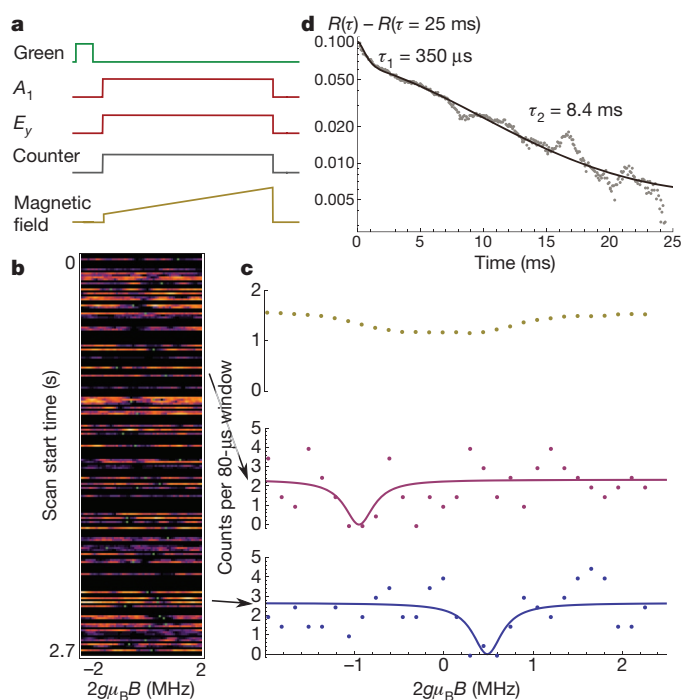 a
Green
A1
Ey
Counter
Magnetic
field
d R(τ) – R(τ = 25 ms)
0.100
0.050
0.010
0.005
τ1 = 350 μs
τ2 = 8.4 ms
0 5 10 15 20 25
Time (ms)
b
0
Scan start time (s)
2.7
−2 2
2gμBB (MHz)
c
Counts per 80-μs window
2
1
0
5
4
3
2
1
0
5
4
3
2
1
0
−1 0 1 2
2gμBB (MHz)